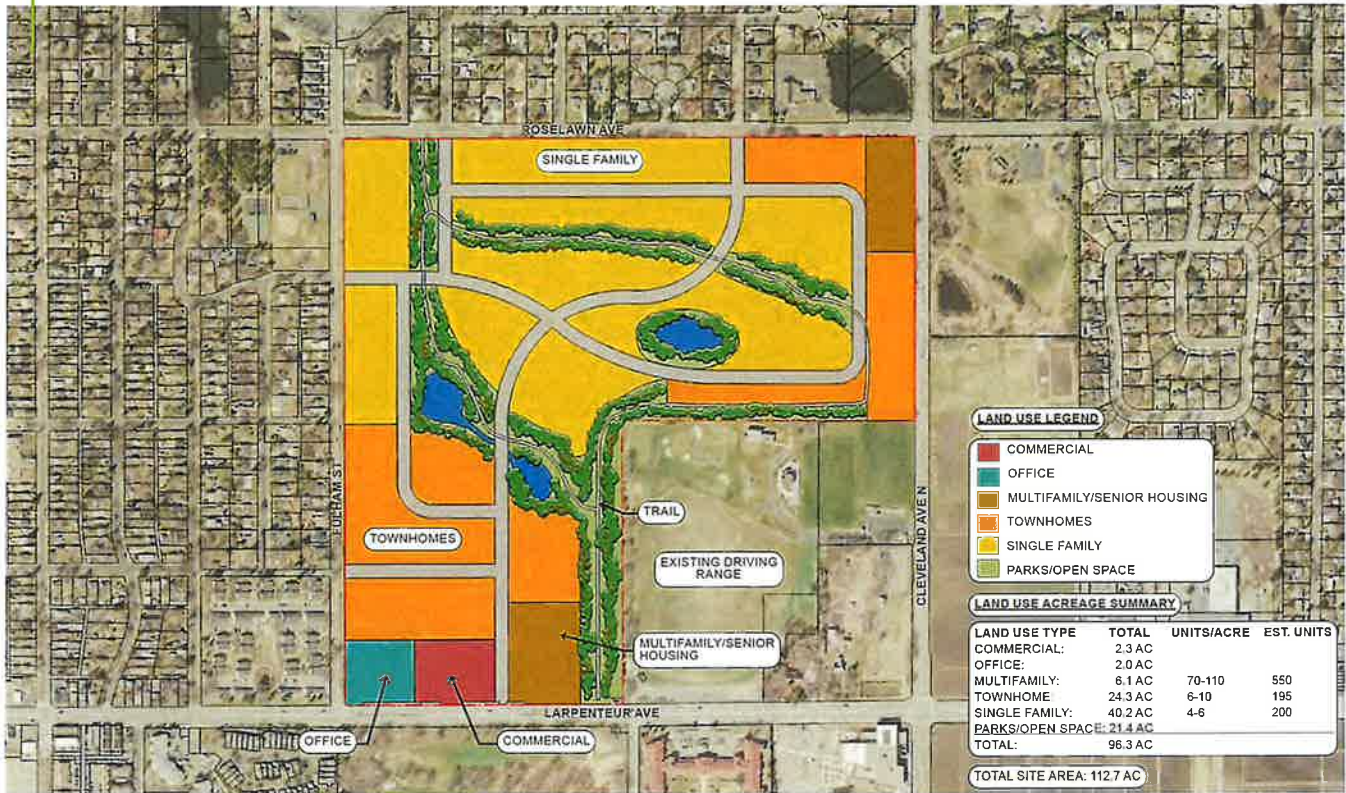 ROSELAWN AVE
SINGLE FAMILY
FULHAM ST
CLEVELAND AVE N
TRAIL
TOWNHOMES
EXISTING DRIVING
RANGE
MULTIFAMILY/SENIOR
HOUSING
LARPENTEUR AVE
OFFICE
COMMERCIAL
LAND USE LEGEND
COMMERCIAL
OFFICE
MULTIFAMILY/SENIOR HOUSING
TOWNHOMES
SINGLE FAMILY
PARKS/OPEN SPACE
LAND USE ACREAGE SUMMARY
LAND USE TYPE TOTAL UNITS/ACRE EST. UNITS
COMMERCIAL: 2.3 AC
OFFICE: 2.0 AC
MULTIFAMILY: 6.1 AC 70-110 550
TOWNHOME: 24.3 AC 6-10 195
SINGLE FAMILY: 40.2 AC 4-6 200
PARKS/OPEN SPACE: 21.4 AC
TOTAL: 96.3 AC
TOTAL SITE AREA: 112.7 AC